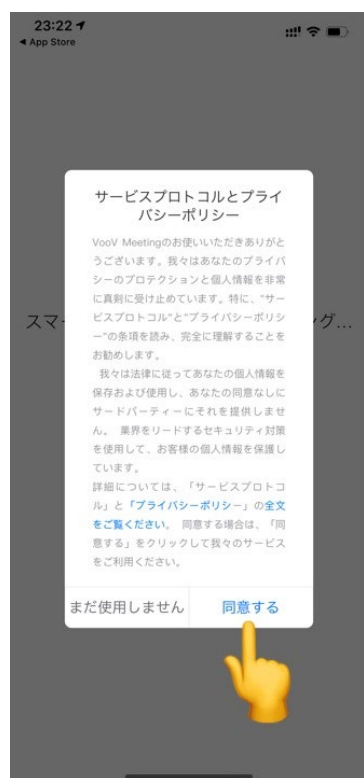 23:22
◀ App Store
サービスプロトコルとプライ
バシーポリシー
VooV Meetingのお使いいただきありがと
うございます。我々はあなたのプライバ
シーのプロテクションと個人情報を非常
に真剣に受け止めています。特に、"サー
ビスプロトコル"と"プライバシーポリシ
ー"の条項を読み、完全に理解することを
お勧めします。
我々は法律に従ってあなたの個人情報を
保存および使用し、あなたの同意なしに
サードパーティーにそれを提供しませ
ん。 業界をリードするセキュリティ対策
を使用して、お客様の個人情報を保護し
ています。
詳細については、「サービスプロトコ
ル」と「プライバシーポリシー」の全文
をご覧ください。 同意する場合は、「同
意する」をクリックして我々のサービス
をご利用ください。
スマ
グ...
まだ使用しません
同意する